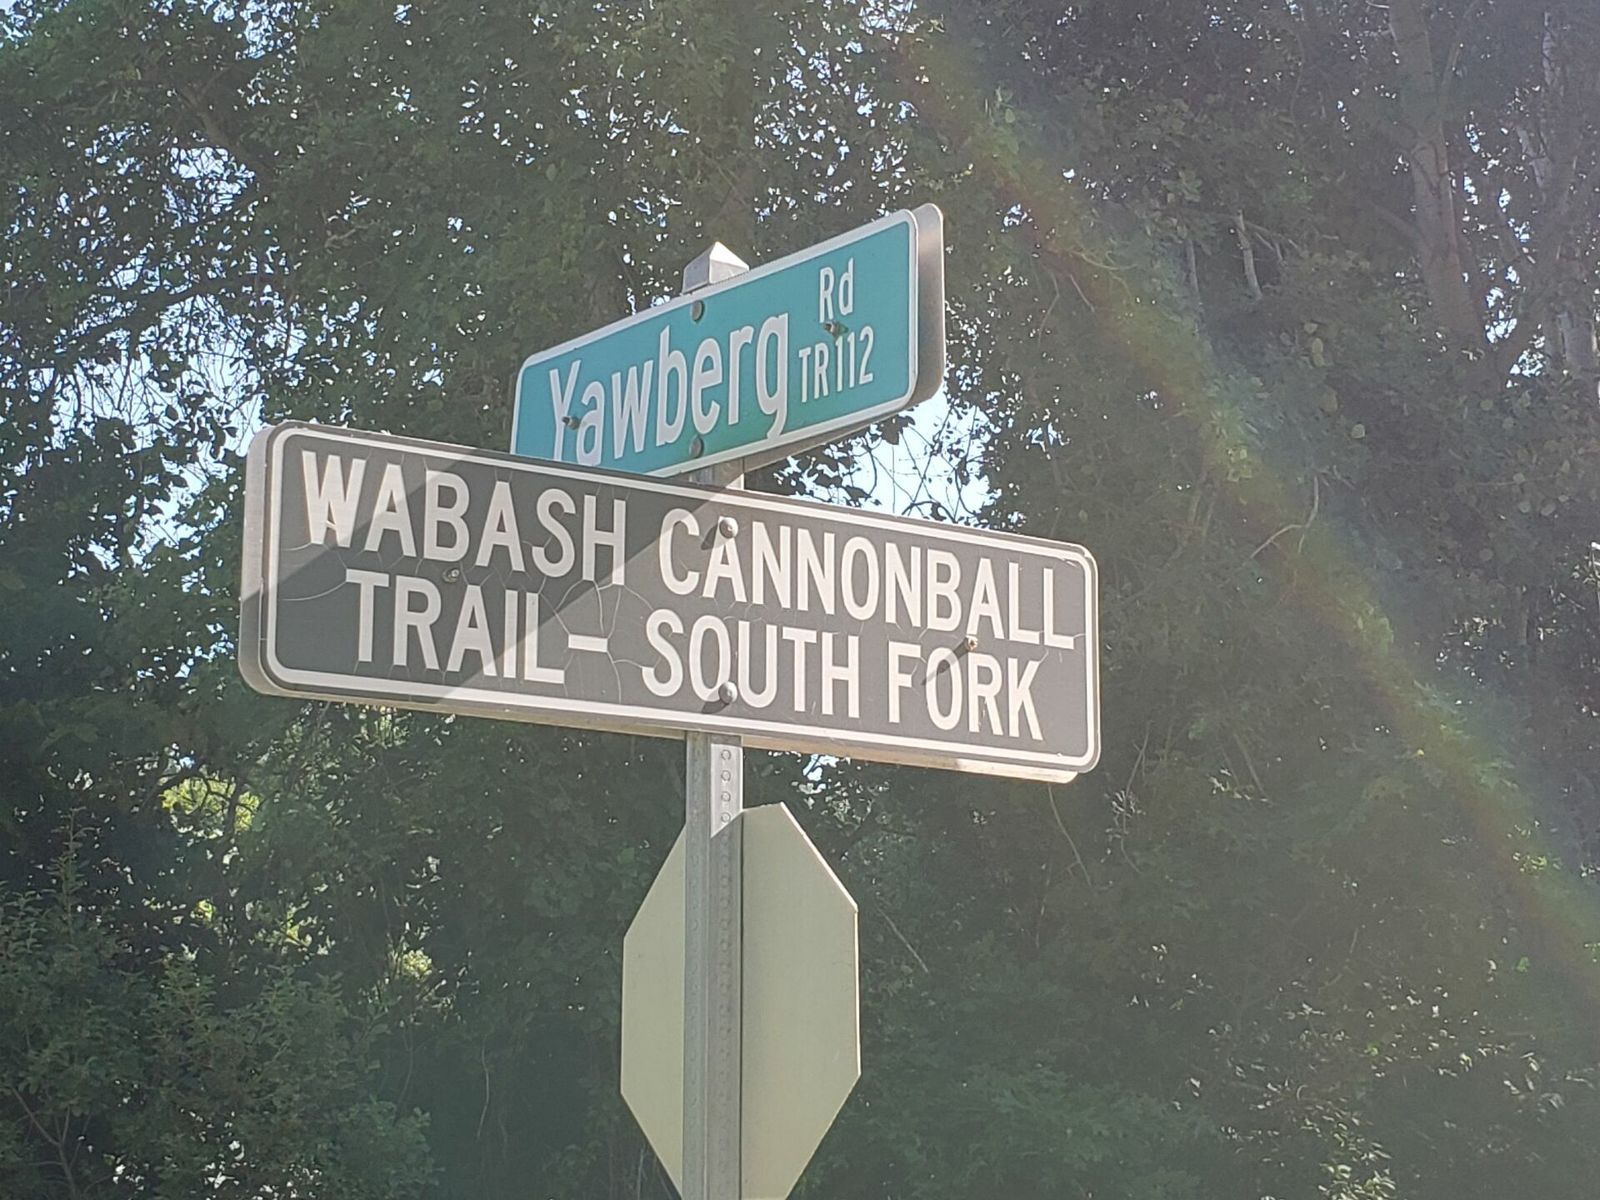 Yawberg Rd
TR112
WABASH CANNONBALL
TRAIL- SOUTH FORK